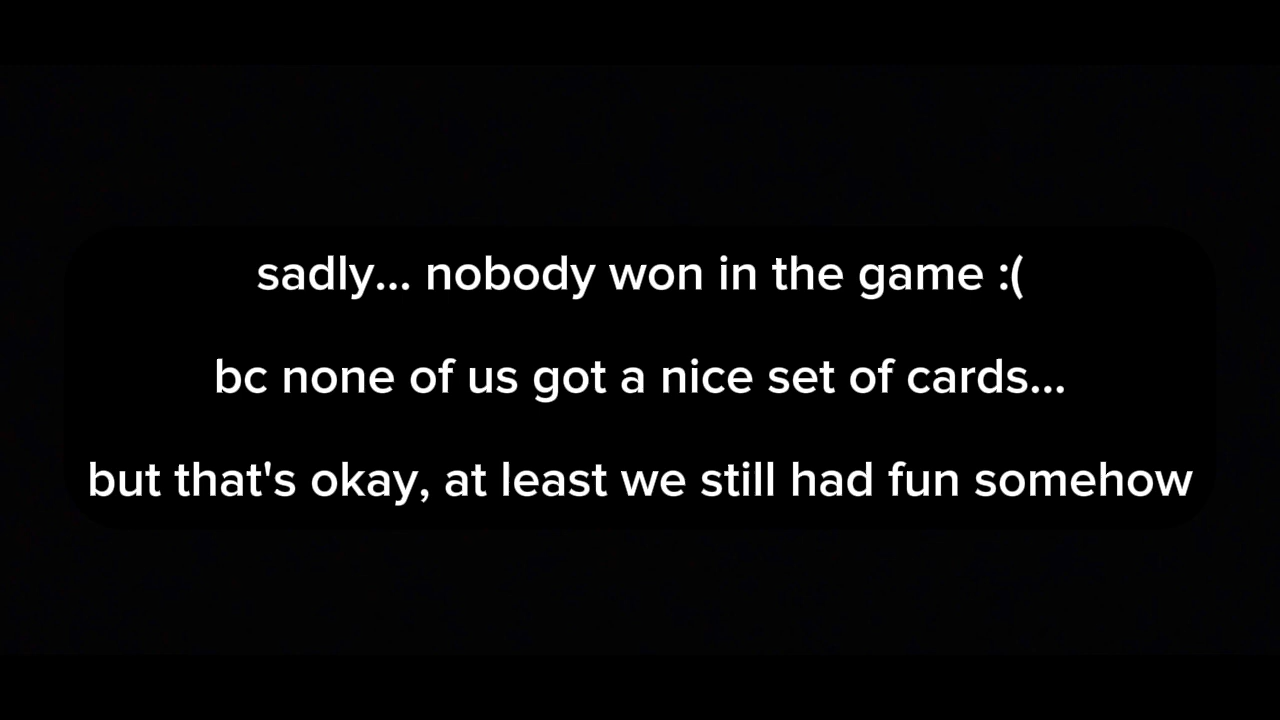 sadly... nobody won in the game :(
bc none of us got a nice set of cards...
but that's okay, at least we still had fun somehow